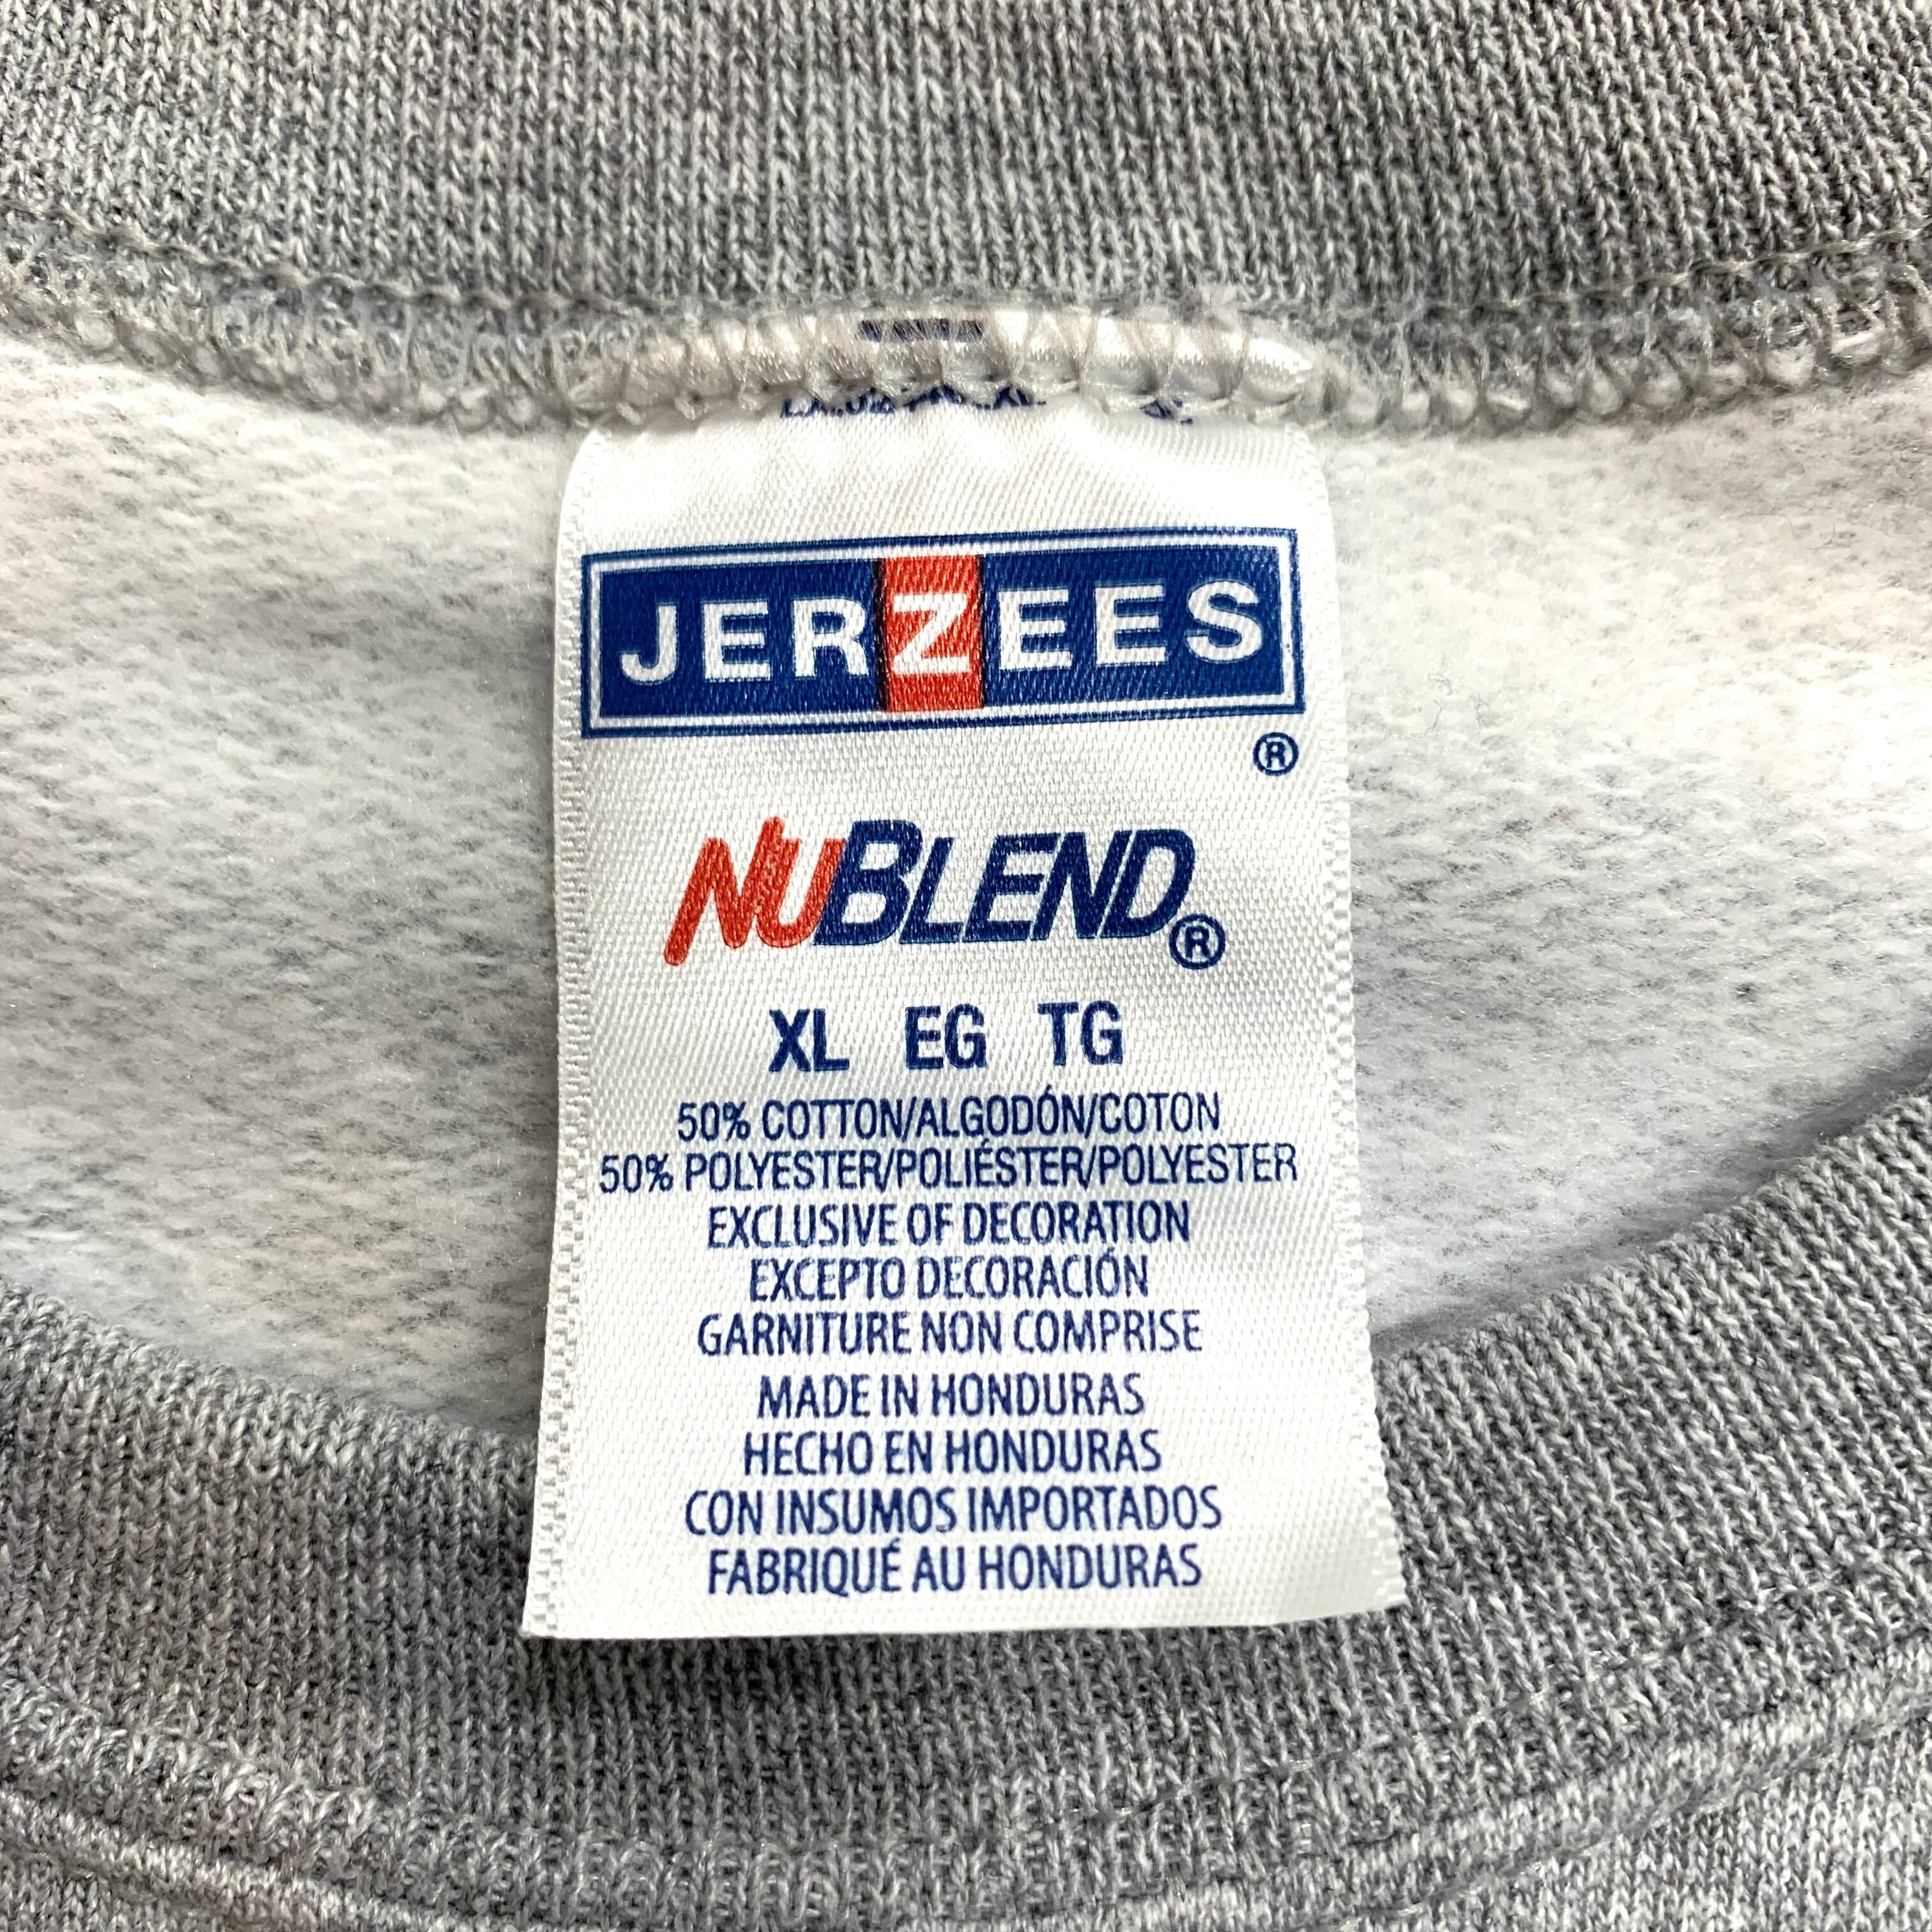 JERZEES
®
NUBLEND®
XL EG TG
50% COTTON/ALGODÓN/COTON
50% POLYESTER/POLIÉSTER/POLYESTER
EXCLUSIVE OF DECORATION
EXCEPTO DECORACIÓN
GARNITURE NON COMPRISE
MADE IN HONDURAS
HECHO EN HONDURAS
CON INSUMOS IMPORTADOS
FABRIQUÉ AU HONDURAS